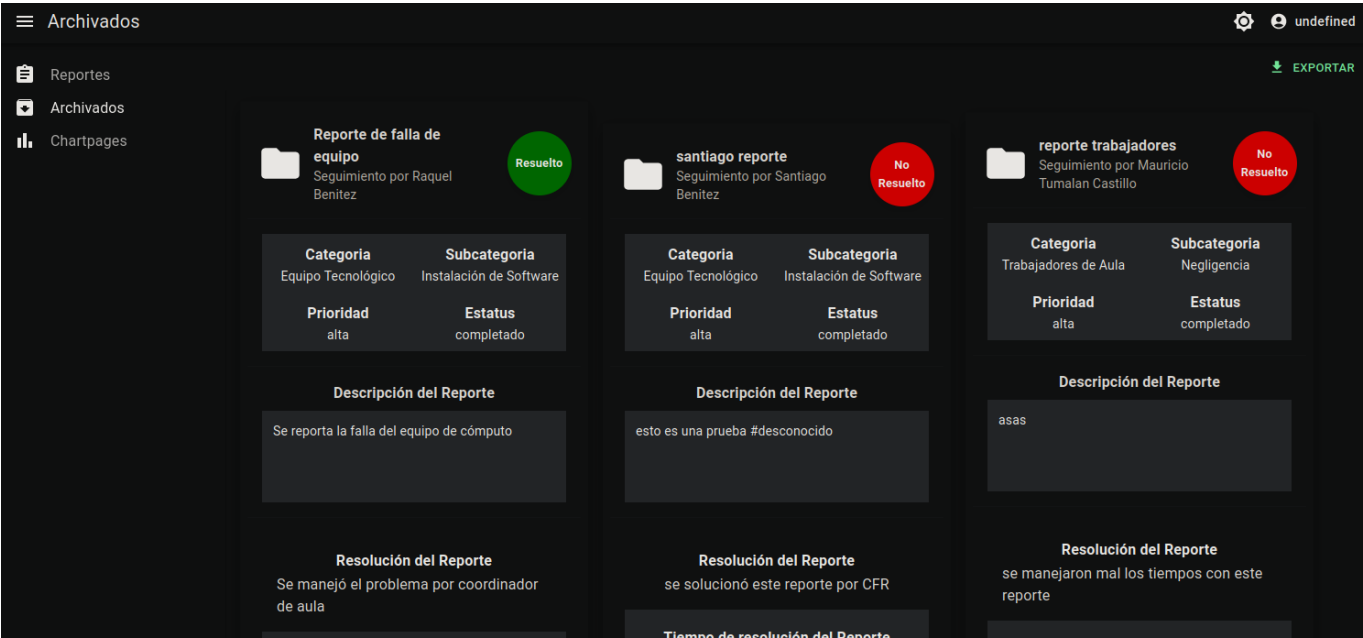 Archivados
undefined
EXPORTAR
Reportes
Archivados
Chartpages
Reporte de falla de
equipo
Seguimiento por Raquel
Benitez
Resuelto
Categoria Subcategoria
Equipo Tecnológico Instalación de Software
Prioridad Estatus
alta completado
Descripción del Reporte
Se reporta la falla del equipo de cómputo
Resolución del Reporte
Se manejó el problema por coordinador
de aula
santiago reporte
Seguimiento por Santiago
Benitez
No
Resuelto
Categoria Subcategoria
Equipo Tecnológico Instalación de Software
Prioridad Estatus
alta completado
Descripción del Reporte
esto es una prueba #desconocido
Resolución del Reporte
se solucionó este reporte por CFR
Tiempo de resolución del Reporte
reporte trabajadores
Seguimiento por Mauricio
Tumalan Castillo
No
Resuelto
Categoria Subcategoria
Trabajadores de Aula Negligencia
Prioridad Estatus
alta completado
Descripción del Reporte
asas
Resolución del Reporte
se manejaron mal los tiempos con este
reporte